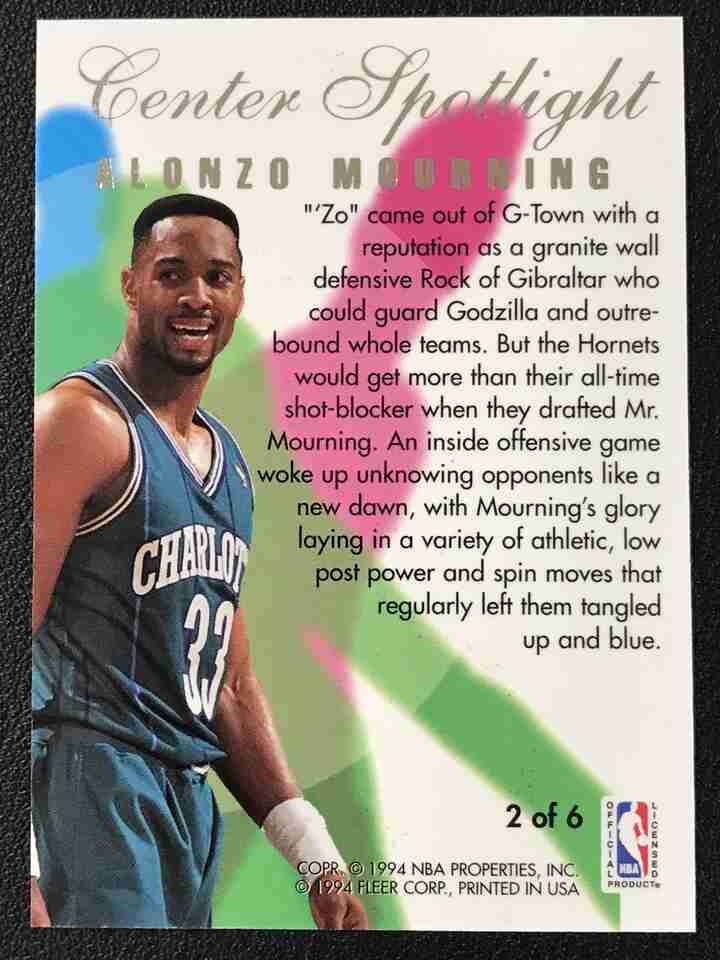 Center Spotlight
ALONZO MOURNING
"'Zo" came out of G-Town with a
reputation as a granite wall
defensive Rock of Gibraltar who
could guard Godzilla and outre-
bound whole teams. But the Hornets
would get more than their all-time
shot-blocker when they drafted Mr.
Mourning. An inside offensive game
woke up unknowing opponents like a
new dawn, with Mourning's glory
laying in a variety of athletic, low
post power and spin moves that
regularly left them tangled
up and blue.
CHARLOT
33
2 of 6
OFFICIAL
LICENSED
NBA
PRODUCT®
COPR. © 1994 NBA PROPERTIES, INC.
© 1994 FLEER CORP., PRINTED IN USA